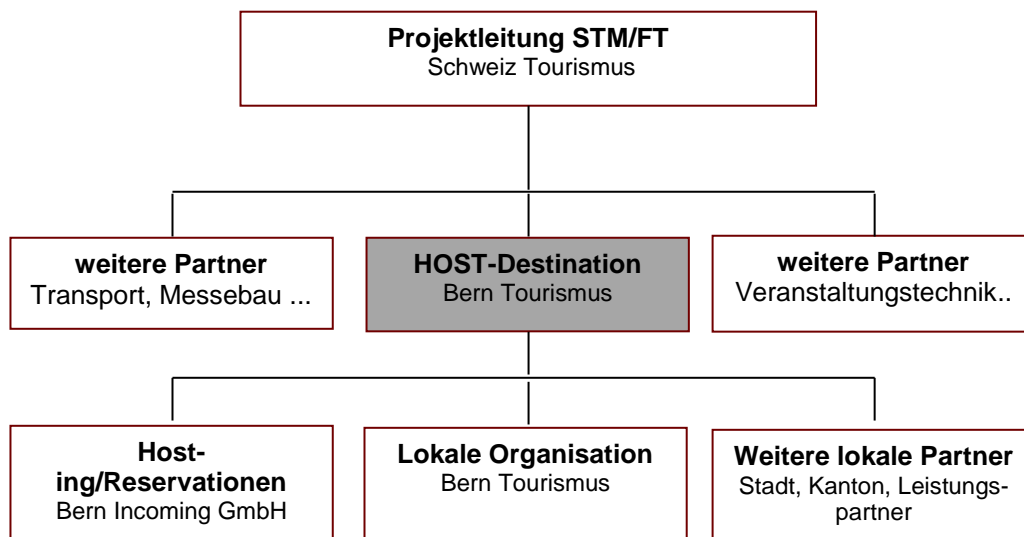 Projektleitung STM/FT
Schweiz Tourismus
weitere Partner
Transport, Messebau ...
HOST-Destination
Bern Tourismus
weitere Partner
Veranstaltungstechnik..
Host-
ing/Reservationen
Bern Incoming GmbH
Lokale Organisation
Bern Tourismus
Weitere lokale Partner
Stadt, Kanton, Leistungs-
partner